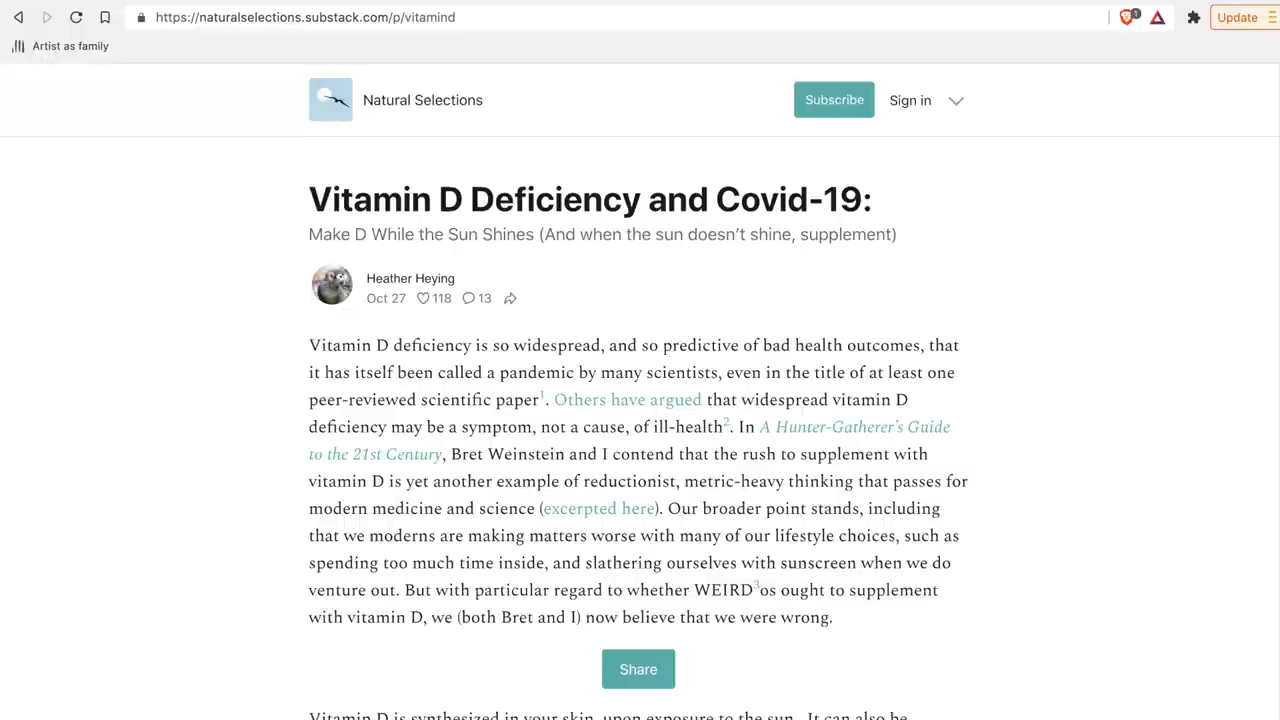 https://naturalselections.substack.com/p/vitamind
1
Update
Artist as family
Natural Selections
Subscribe
Sign in
Vitamin D Deficiency and Covid-19:
Make D While the Sun Shines (And when the sun doesn't shine, supplement)
Heather Heying
Oct 27 118 13
Vitamin D deficiency is so widespread, and so predictive of bad health outcomes, that
it has itself been called a pandemic by many scientists, even in the title of at least one
peer-reviewed scientific paper1. Others have argued that widespread vitamin D
deficiency may be a symptom, not a cause, of ill-health2. In A Hunter-Gatherer's Guide
to the 21st Century, Bret Weinstein and I contend that the rush to supplement with
vitamin D is yet another example of reductionist, metric-heavy thinking that passes for
modern medicine and science (excerpted here). Our broader point stands, including
that we moderns are making matters worse with many of our lifestyle choices, such as
spending too much time inside, and slathering ourselves with sunscreen when we do
venture out. But with particular regard to whether WEIRD3os ought to supplement
with vitamin D, we (both Bret and I) now believe that we were wrong.
Share
Vitamin D is synthesized in your skin, upon exposure to the sun. It can also be